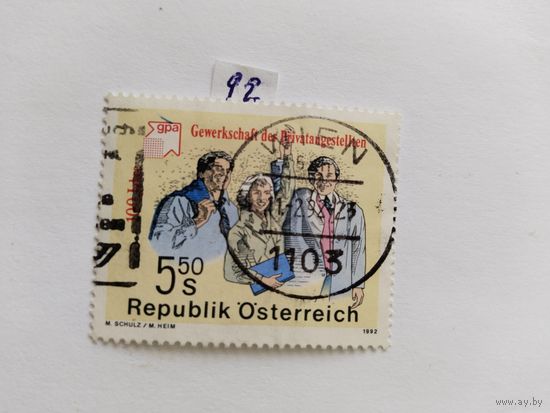 92
gpa
Gewerkschaft der Privatangestellten
100 Jahre
WIEN
1103
5 50
S
Republik Österreich
M. SCHULZ / M. HEIM
1992
www.ay.by